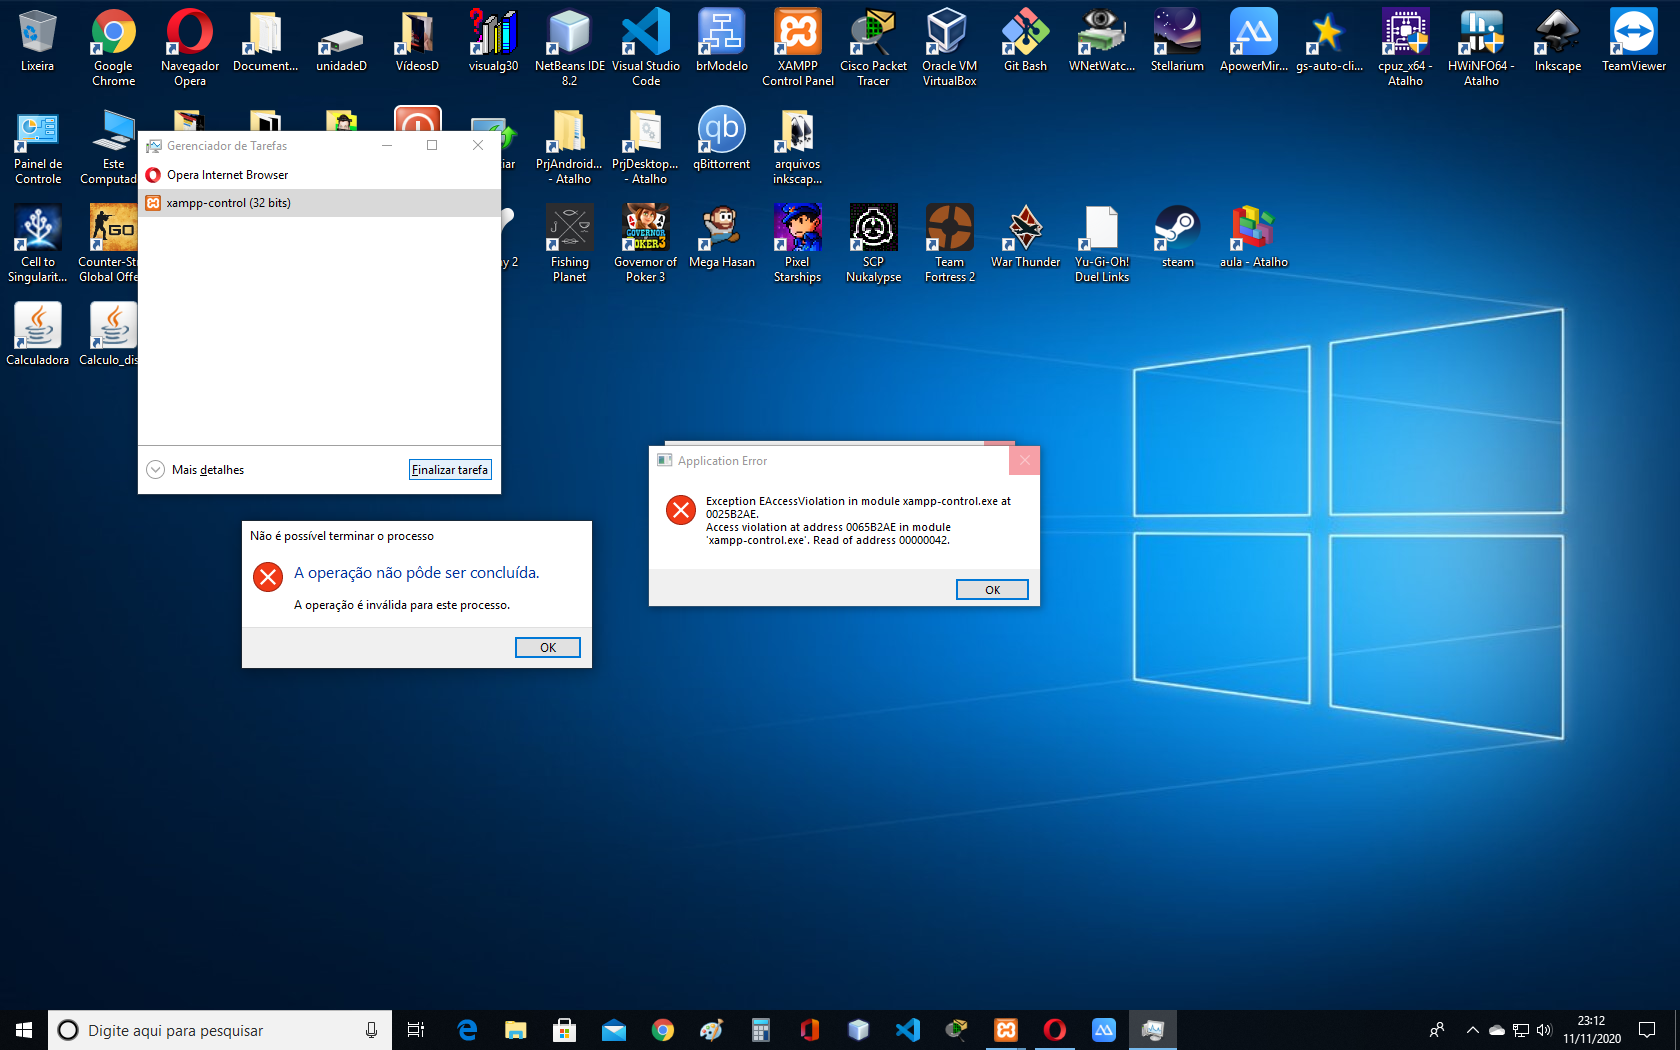 Lixeira
Google
Chrome
Navegador
Opera
Document...
unidadeD
VídeosD
visualg30
NetBeans IDE
8.2
Visual Studio
Code
brModelo
XAMPP
Control Panel
Cisco Packet
Tracer
Oracle VM
VirtualBox
Git Bash
WNetWatc...
Stellarium
ApowerMir...
gs-auto-cli...
cpuz_x64 -
Atalho
HWiNFO64 -
Atalho
Inkscape
TeamViewer
Painel de
Controle
Este
Computad
iar
PrjAndroid...
- Atalho
PrjDesktop...
- Atalho
qb
qBittorrent
arquivos
inkscap...
Gerenciador de Tarefas
Opera Internet Browser
xampp-control (32 bits)
Mais detalhes
Finalizar tarefa
Cell to
Singularit...
GO
Counter-St
Global Offe
y 2
Fishing
Planet
GOVERNOR
POKER 3
Governor of
Poker 3
Mega Hasan
Pixel
Starships
SCP
Nukalypse
Team
Fortress 2
War Thunder
Yu-Gi-Oh!
Duel Links
steam
aula - Atalho
Calculadora
Calculo_dis
Application Error
Exception EAccessViolation in module xampp-control.exe at
0025B2AE.
Access violation at address 0065B2AE in module
'xampp-control.exe'. Read of address 00000042.
OK
Não é possível terminar o processo
A operação não pôde ser concluída.
A operação é inválida para este processo.
OK
Digite aqui para pesquisar
23:12
11/11/2020